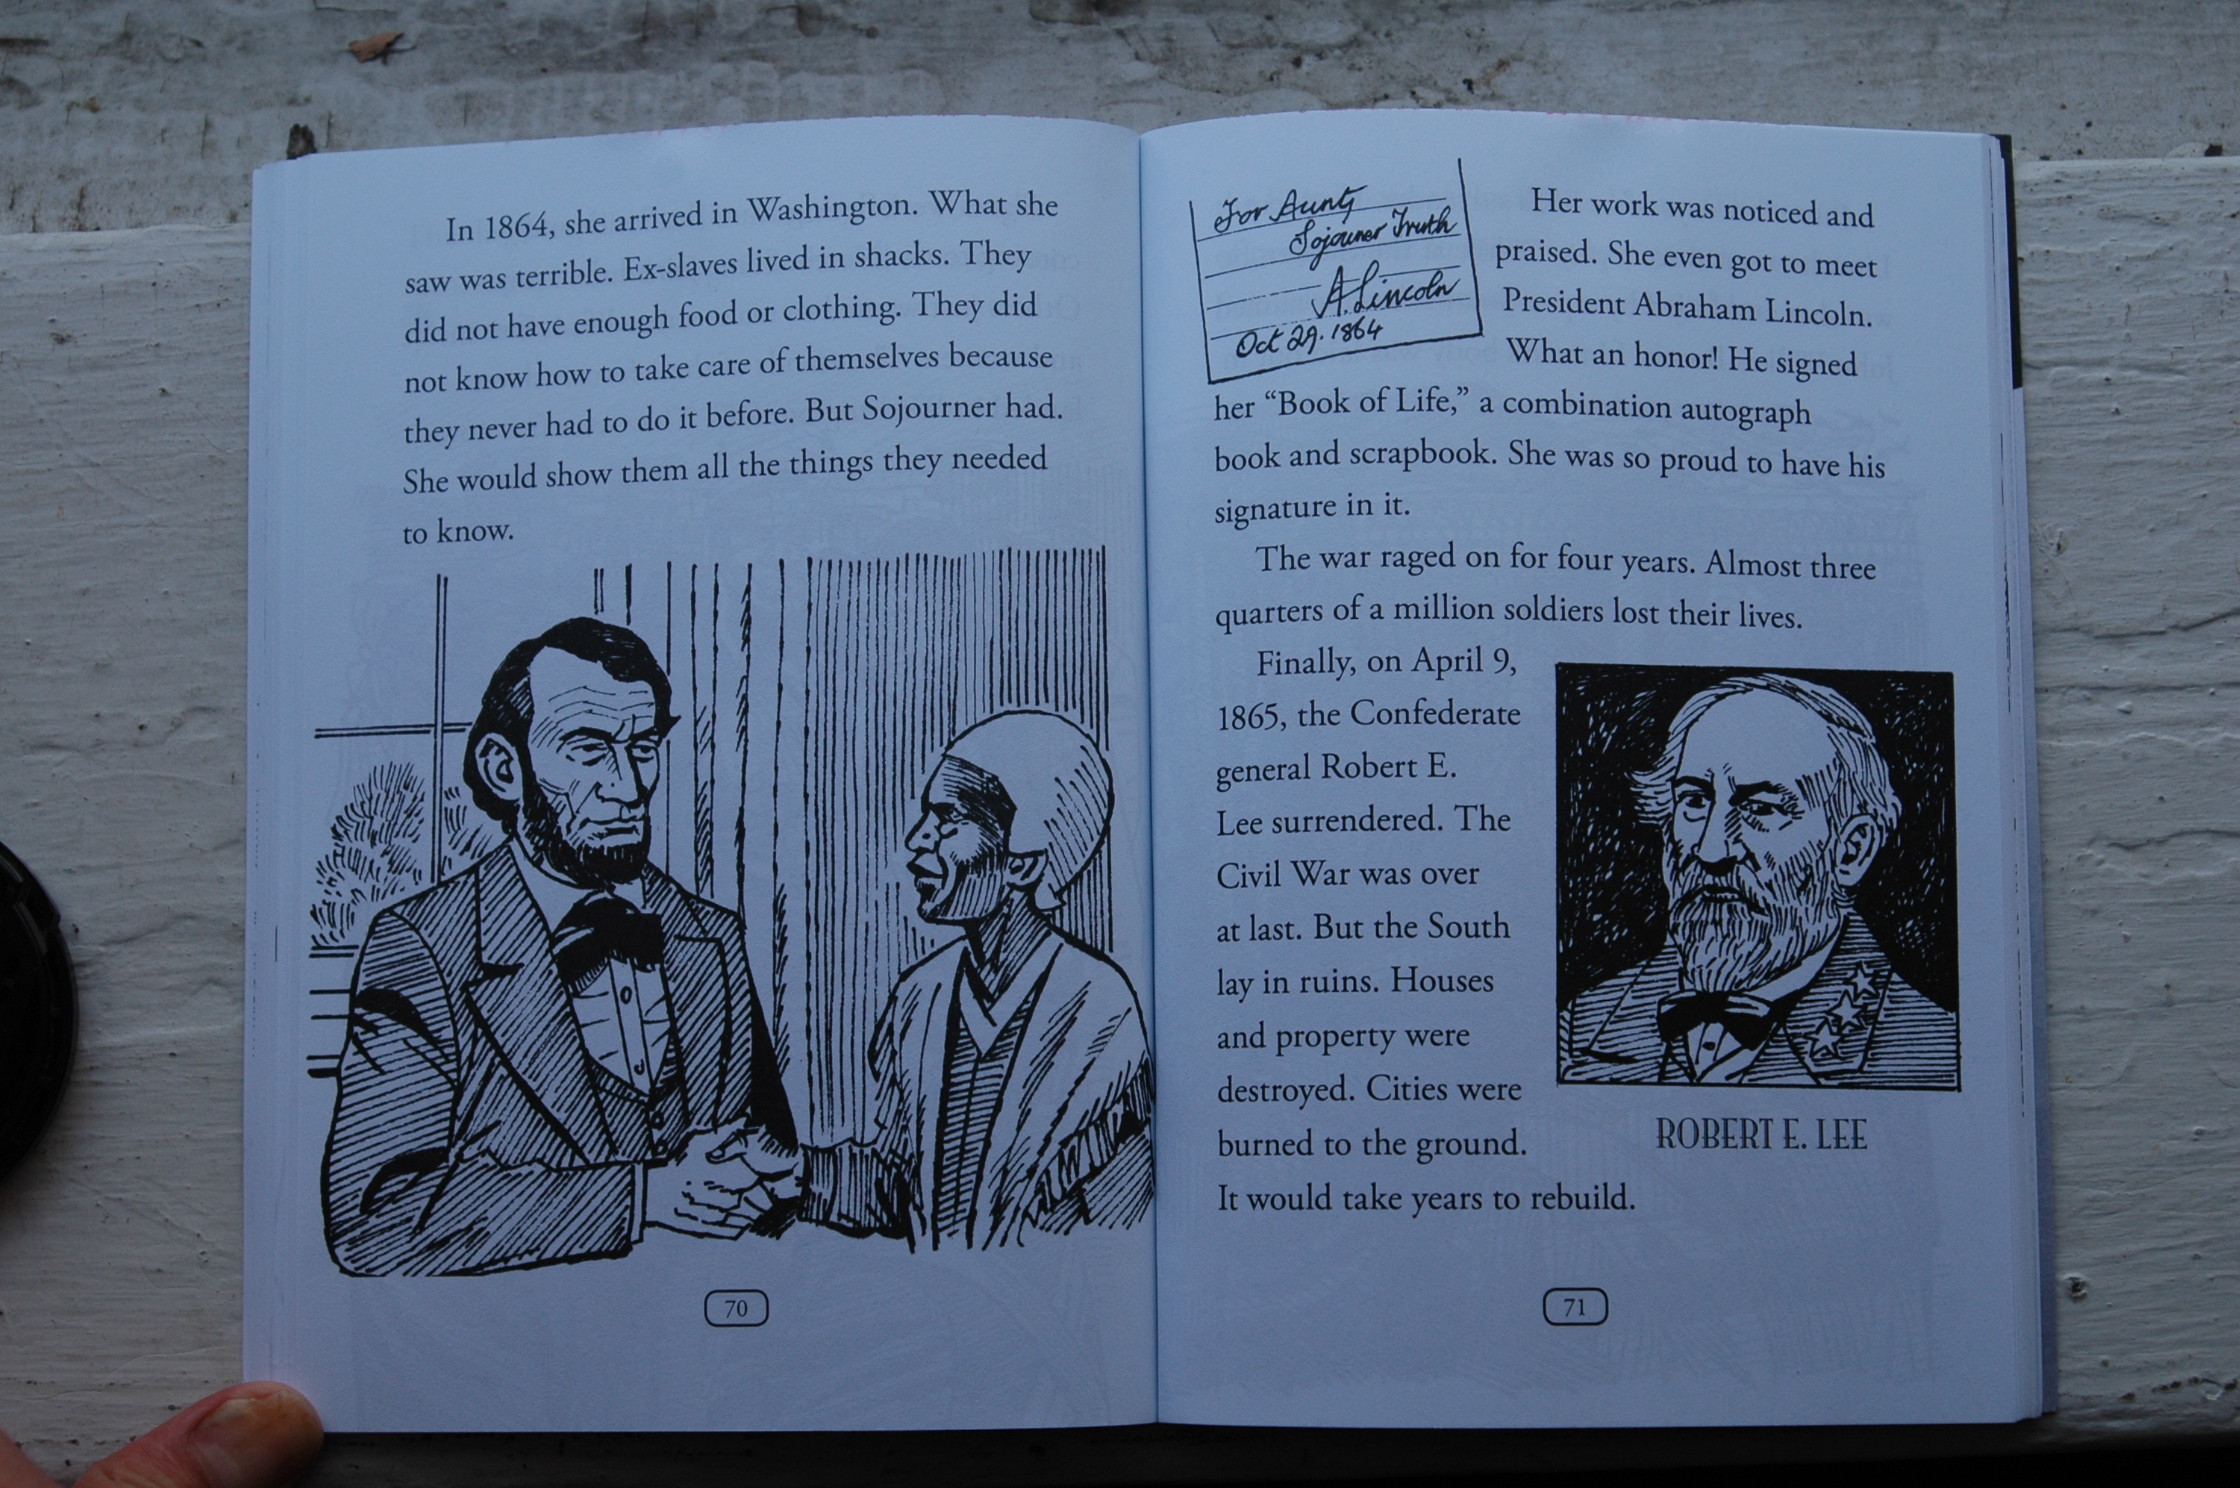 In 1864, she arrived in Washington. What she
saw was terrible. Ex-slaves lived in shacks. They
did not have enough food or clothing. They did
not know how to take care of themselves because
they never had to do it before. But Sojourner had.
She would show them all the things they needed
to know.
70
For Aunty
Sojourner Truth
A. Lincoln
Oct 29. 1864
Her work was noticed and
praised. She even got to meet
President Abraham Lincoln.
What an honor! He signed
her “Book of Life,” a combination autograph
book and scrapbook. She was so proud to have his
signature in it.
The war raged on for four years. Almost three
quarters of a million soldiers lost their lives.
Finally, on April 9,
1865, the Confederate
general Robert E.
Lee surrendered. The
Civil War was over
at last. But the South
lay in ruins. Houses
and property were
destroyed. Cities were
burned to the ground.
It would take years to rebuild.
ROBERT E. LEE
71